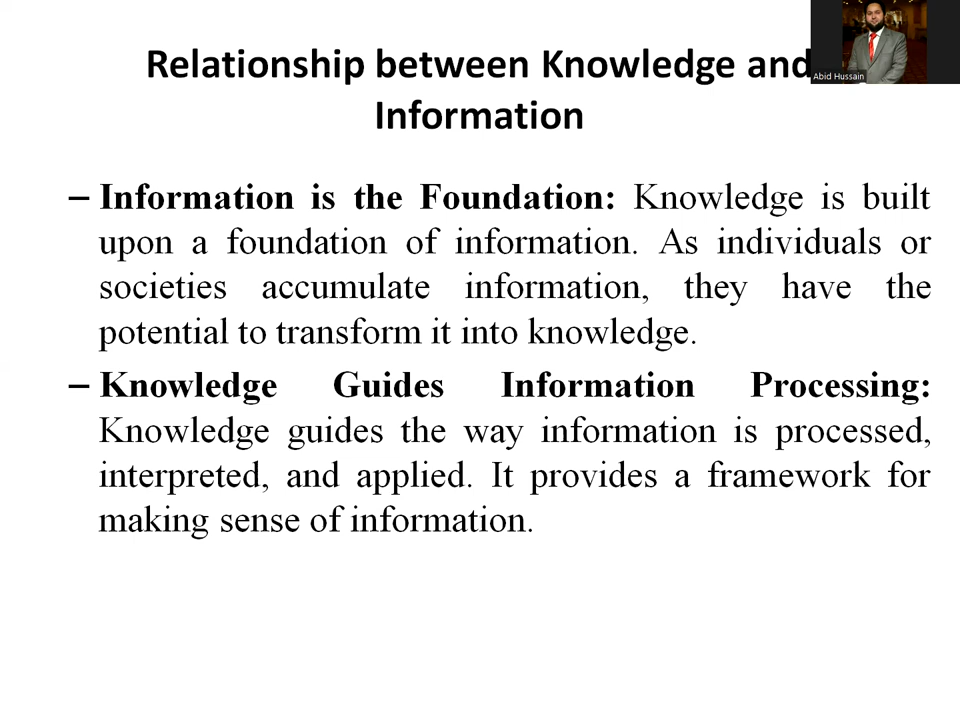 Relationship between Knowledge and
Information
Abid Hussain
– Information is the Foundation: Knowledge is built
upon a foundation of information. As individuals or
societies accumulate information, they have the
potential to transform it into knowledge.
– Knowledge Guides Information Processing:
Knowledge guides the way information is processed,
interpreted, and applied. It provides a framework for
making sense of information.